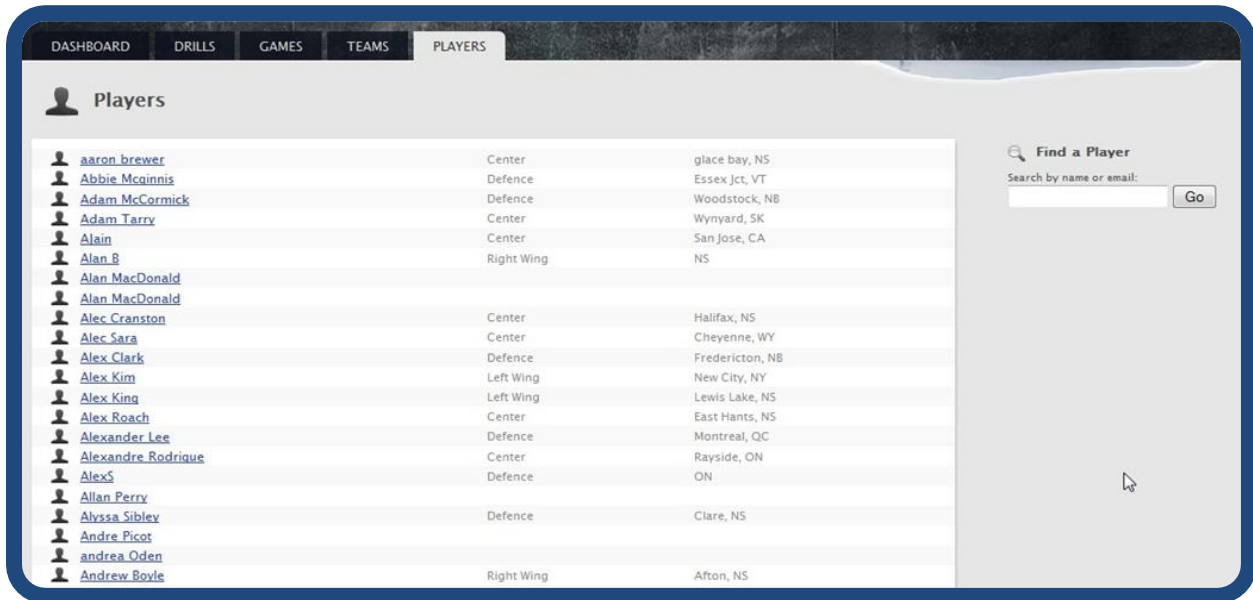 DASHBOARD DRILLS GAMES TEAMS PLAYERS
Players
aaron brewer Center glace bay, NS
Abbie Mcginnis Defence Essex Jct, VT
Adam McCormick Defence Woodstock, NB
Adam Tarry Center Wynyard, SK
Alain Center San Jose, CA
Alan B Right Wing NS
Alan MacDonald
Alan MacDonald
Alec Cranston Center Halifax, NS
Alec Sara Center Cheyenne, WY
Alex Clark Defence Fredericton, NB
Alex Kim Left Wing New City, NY
Alex King Left Wing Lewis Lake, NS
Alex Roach Center East Hants, NS
Alexander Lee Defence Montreal, QC
Alexandre Rodrigue Center Rayside, ON
AlexS Defence ON
Allan Perry
Alyssa Sibley Defence Clare, NS
Andre Picot
andrea Oden
Andrew Boyle Right Wing Afton, NS
Find a Player
Search by name or email:
Go